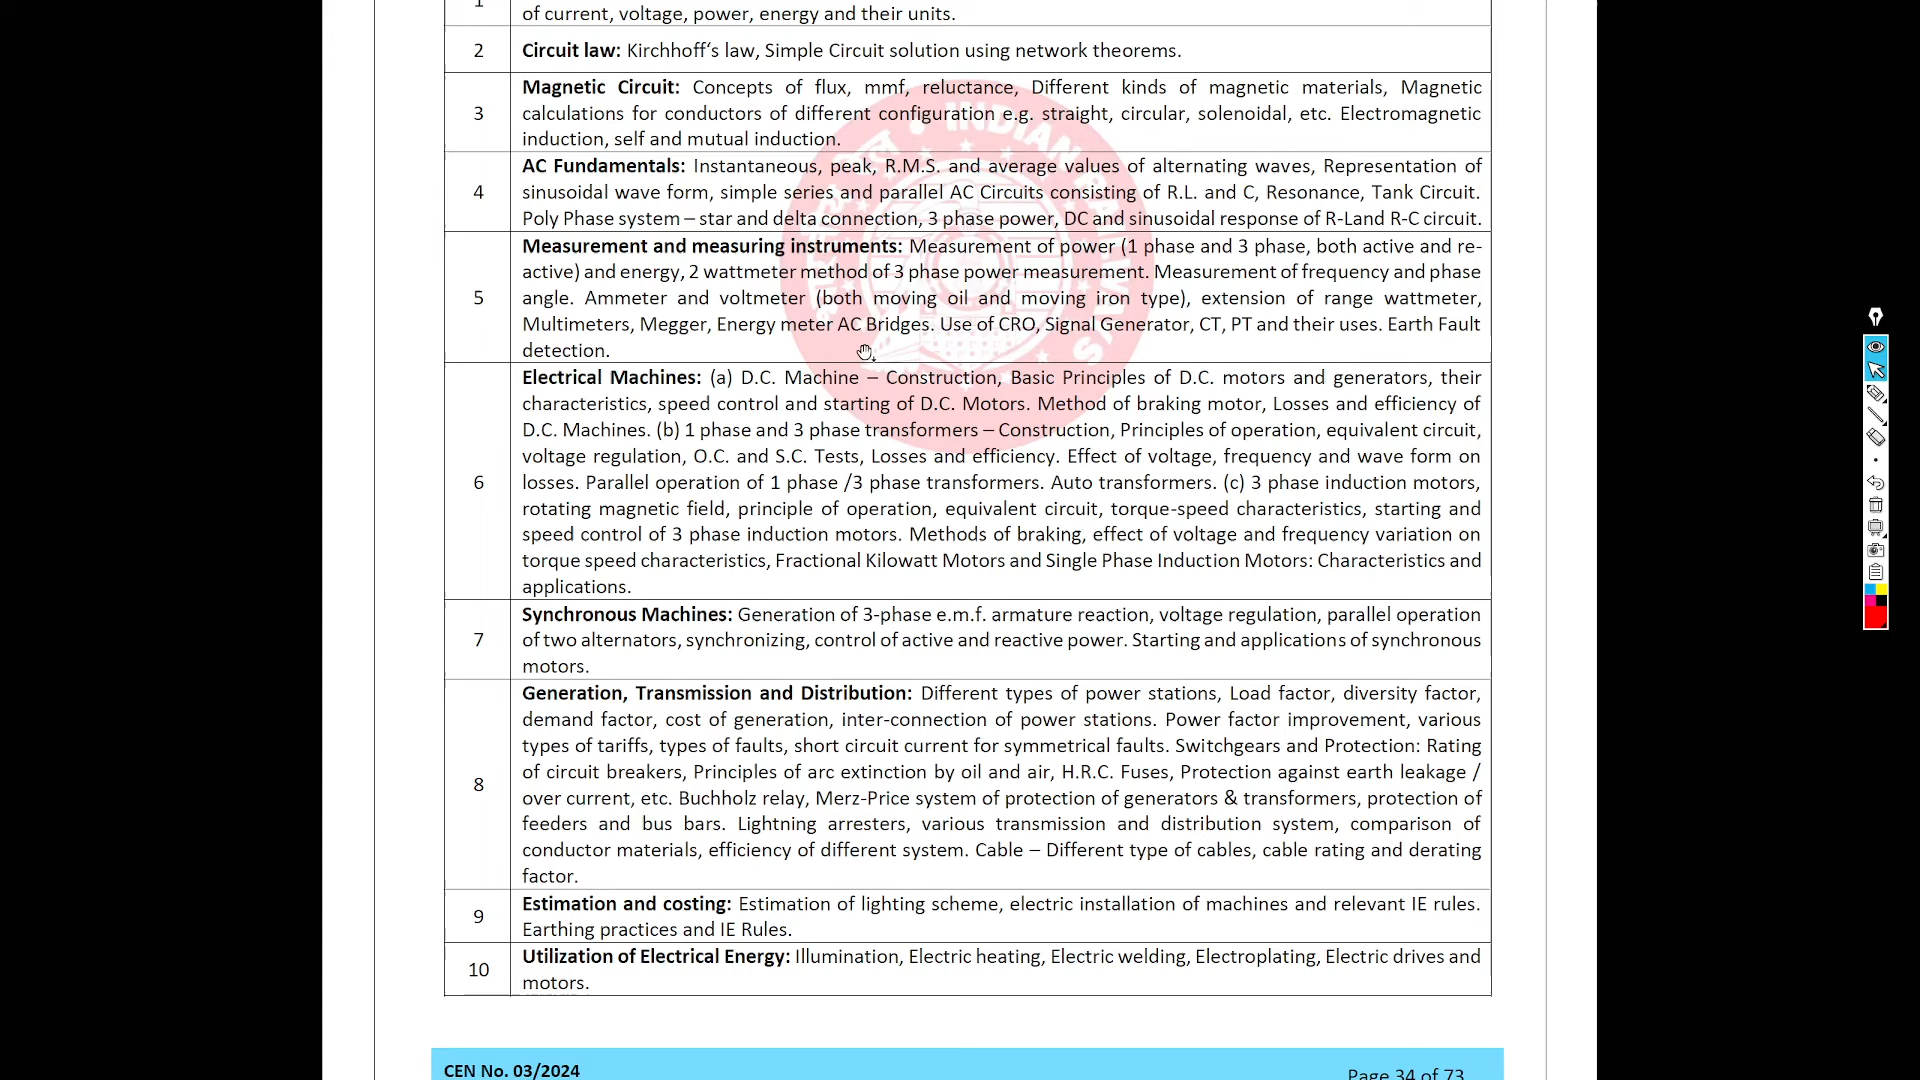 1
of current, voltage, power, energy and their units.
2
Circuit law: Kirchhoff‘s law, Simple Circuit solution using network theorems.
3
Magnetic Circuit: Concepts of flux, mmf, reluctance, Different kinds of magnetic materials, Magnetic
calculations for conductors of different configuration e.g. straight, circular, solenoidal, etc. Electromagnetic
induction, self and mutual induction.
4
AC Fundamentals: Instantaneous, peak, R.M.S. and average values of alternating waves, Representation of
sinusoidal wave form, simple series and parallel AC Circuits consisting of R.L. and C, Resonance, Tank Circuit.
Poly Phase system – star and delta connection, 3 phase power, DC and sinusoidal response of R-Land R-C circuit.
5
Measurement and measuring instruments: Measurement of power (1 phase and 3 phase, both active and re-
active) and energy, 2 wattmeter method of 3 phase power measurement. Measurement of frequency and phase
angle. Ammeter and voltmeter (both moving oil and moving iron type), extension of range wattmeter,
Multimeters, Megger, Energy meter AC Bridges. Use of CRO, Signal Generator, CT, PT and their uses. Earth Fault
detection.
6
Electrical Machines: (a) D.C. Machine – Construction, Basic Principles of D.C. motors and generators, their
characteristics, speed control and starting of D.C. Motors. Method of braking motor, Losses and efficiency of
D.C. Machines. (b) 1 phase and 3 phase transformers – Construction, Principles of operation, equivalent circuit,
voltage regulation, O.C. and S.C. Tests, Losses and efficiency. Effect of voltage, frequency and wave form on
losses. Parallel operation of 1 phase /3 phase transformers. Auto transformers. (c) 3 phase induction motors,
rotating magnetic field, principle of operation, equivalent circuit, torque-speed characteristics, starting and
speed control of 3 phase induction motors. Methods of braking, effect of voltage and frequency variation on
torque speed characteristics, Fractional Kilowatt Motors and Single Phase Induction Motors: Characteristics and
applications.
7
Synchronous Machines: Generation of 3-phase e.m.f. armature reaction, voltage regulation, parallel operation
of two alternators, synchronizing, control of active and reactive power. Starting and applications of synchronous
motors.
8
Generation, Transmission and Distribution: Different types of power stations, Load factor, diversity factor,
demand factor, cost of generation, inter-connection of power stations. Power factor improvement, various
types of tariffs, types of faults, short circuit current for symmetrical faults. Switchgears and Protection: Rating
of circuit breakers, Principles of arc extinction by oil and air, H.R.C. Fuses, Protection against earth leakage /
over current, etc. Buchholz relay, Merz-Price system of protection of generators & transformers, protection of
feeders and bus bars. Lightning arresters, various transmission and distribution system, comparison of
conductor materials, efficiency of different system. Cable – Different type of cables, cable rating and derating
factor.
9
Estimation and costing: Estimation of lighting scheme, electric installation of machines and relevant IE rules.
Earthing practices and IE Rules.
10
Utilization of Electrical Energy: Illumination, Electric heating, Electric welding, Electroplating, Electric drives and
motors.
INDIAN RAILWAYS
CEN No. 03/2024
Page 34 of 73